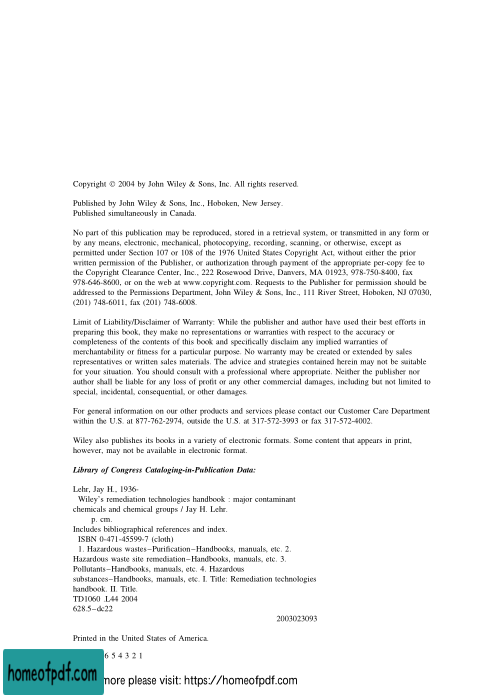 Copyright © 2004 by John Wiley & Sons, Inc. All rights reserved.
Published by John Wiley & Sons, Inc., Hoboken, New Jersey.
Published simultaneously in Canada.
No part of this publication may be reproduced, stored in a retrieval system, or transmitted in any form or
by any means, electronic, mechanical, photocopying, recording, scanning, or otherwise, except as
permitted under Section 107 or 108 of the 1976 United States Copyright Act, without either the prior
written permission of the Publisher, or authorization through payment of the appropriate per-copy fee to
the Copyright Clearance Center, Inc., 222 Rosewood Drive, Danvers, MA 01923, 978-750-8400, fax
978-646-8600, or on the web at www.copyright.com. Requests to the Publisher for permission should be
addressed to the Permissions Department, John Wiley & Sons, Inc., 111 River Street, Hoboken, NJ 07030,
(201) 748-6011, fax (201) 748-6008.
Limit of Liability/Disclaimer of Warranty: While the publisher and author have used their best efforts in
preparing this book, they make no representations or warranties with respect to the accuracy or
completeness of the contents of this book and specifically disclaim any implied warranties of
merchantability or fitness for a particular purpose. No warranty may be created or extended by sales
representatives or written sales materials. The advice and strategies contained herein may not be suitable
for your situation. You should consult with a professional where appropriate. Neither the publisher nor
author shall be liable for any loss of profit or any other commercial damages, including but not limited to
special, incidental, consequential, or other damages.
For general information on our other products and services please contact our Customer Care Department
within the U.S. at 877-762-2974, outside the U.S. at 317-572-3993 or fax 317-572-4002.
Wiley also publishes its books in a variety of electronic formats. Some content that appears in print,
however, may not be available in electronic format.
Library of Congress Cataloging-in-Publication Data:
Lehr, Jay H., 1936-
Wiley's remediation technologies handbook : major contaminant
chemicals and chemical groups / Jay H. Lehr.
p. cm.
Includes bibliographical references and index.
ISBN 0-471-45599-7 (cloth)
1. Hazardous wastes–Purification–Handbooks, manuals, etc. 2.
Hazardous waste site remediation–Handbooks, manuals, etc. 3.
Pollutants–Handbooks, manuals, etc. 4. Hazardous
substances–Handbooks, manuals, etc. I. Title: Remediation technologies
handbook. II. Title.
TD1060 .L44 2004
628.5–dc22
2003023093
Printed in the United States of America.
6 5 4 3 2 1
homeofpdf.com
more please visit: https://homeofpdf.com